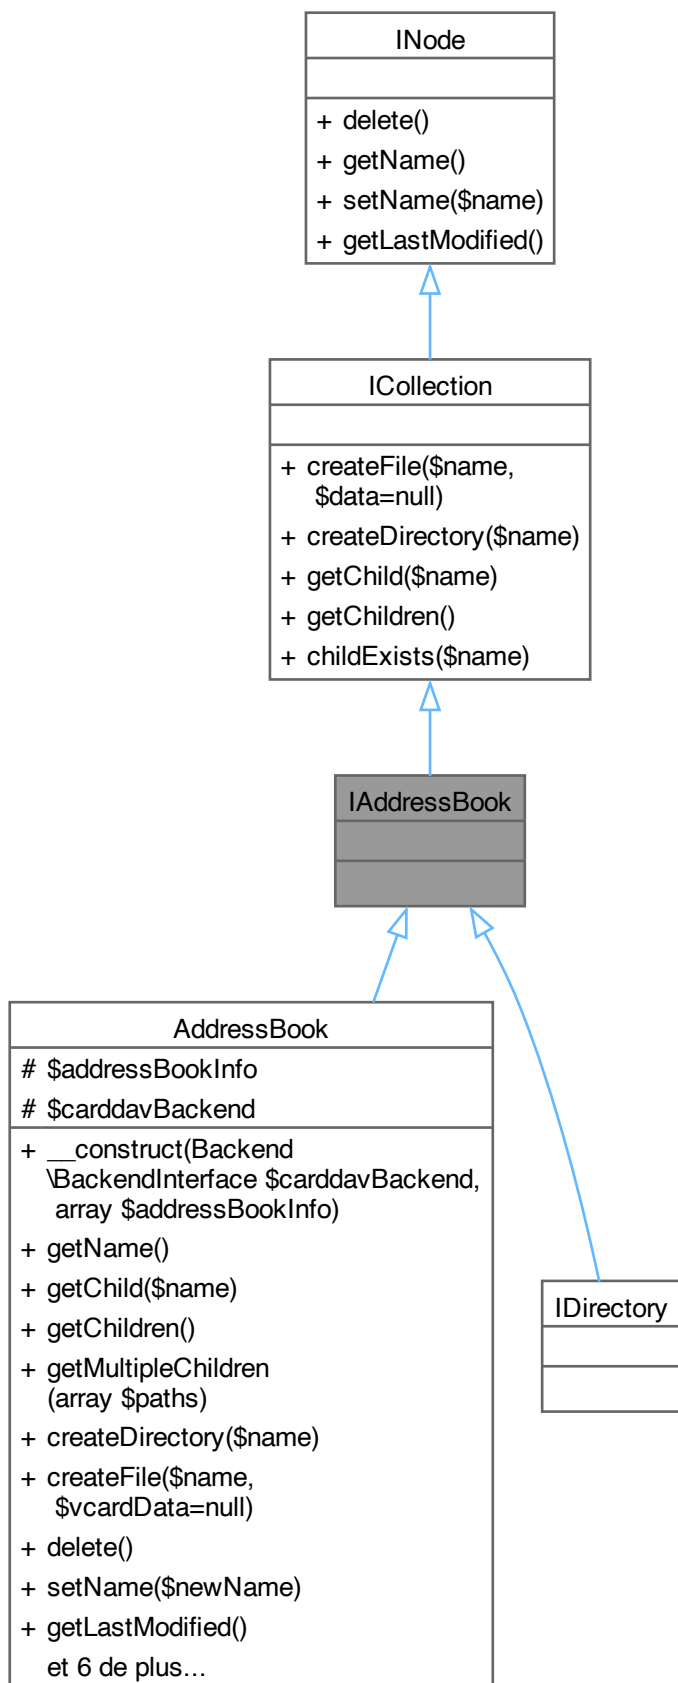 INode
+ delete()
+ getName()
+ setName($name)
+ getLastModified()
ICollection
+ createFile($name,
$data=null)
+ createDirectory($name)
+ getChild($name)
+ getChildren()
+ childExists($name)
IAddressBook
AddressBook
# $addressBookInfo
# $carddavBackend
+ __construct(Backend
\BackendInterface $carddavBackend,
array $addressBookInfo)
+ getName()
+ getChild($name)
+ getChildren()
+ getMultipleChildren
(array $paths)
+ createDirectory($name)
+ createFile($name,
$vcardData=null)
+ delete()
+ setName($newName)
+ getLastModified()
et 6 de plus...
IDirectory